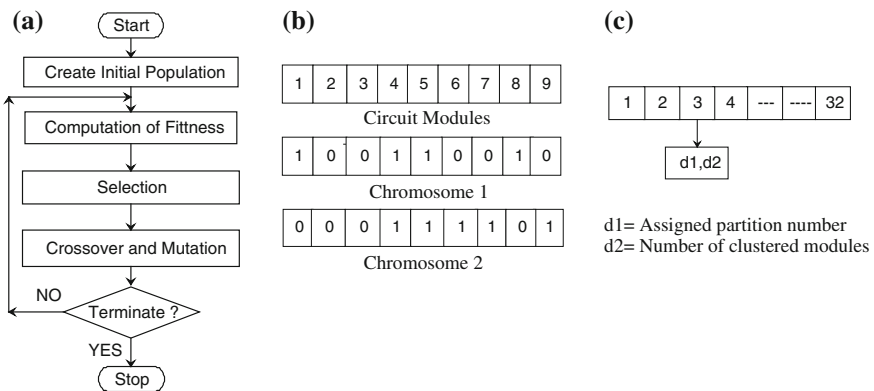 (a)
Start
Create Initial Population
Computation of Fittness
Selection
Crossover and Mutation
NO
Terminate ?
YES
Stop
(b)
1 2 3 4 5 6 7 8 9
Circuit Modules
1 0 0 1 1 0 0 1 0
Chromosome 1
0 0 0 1 1 1 1 0 1
Chromosome 2
(c)
1 2 3 4 --- ---- 32
d1,d2
d1= Assigned partition number
d2= Number of clustered modules